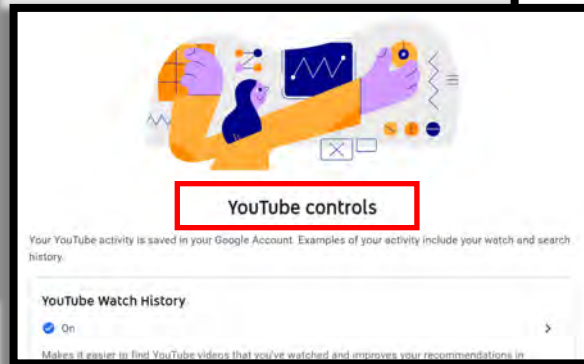 YouTube controls
Your YouTube activity is saved in your Google Account. Examples of your activity include your watch and search
history.
YouTube Watch History
On
Makes it easier to find YouTube videos that you've watched and improves your recommendations in